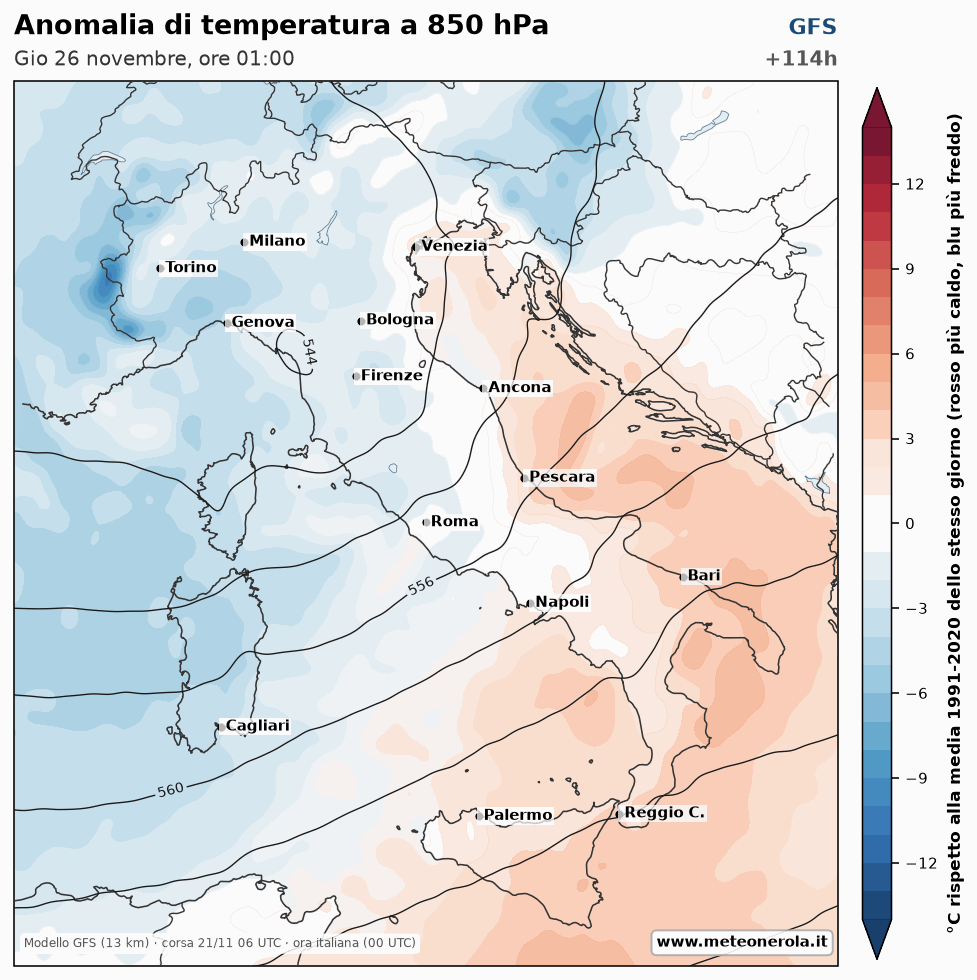 Anomalia di temperatura a 850 hPa
GFS
Gio 26 novembre, ore 01:00
+114h
Milano
Venezia
Torino
Genova
Bologna
544
Firenze
Ancona
Pescara
Roma
Bari
556
Napoli
Cagliari
560
Palermo
Reggio C.
Modello GFS (13 km) · corsa 21/11 06 UTC · ora italiana (00 UTC)
www.meteonerola.it
12
9
6
3
0
−3
−6
−9
−12
°C rispetto alla media 1991-2020 dello stesso giorno (rosso più caldo, blu più freddo)